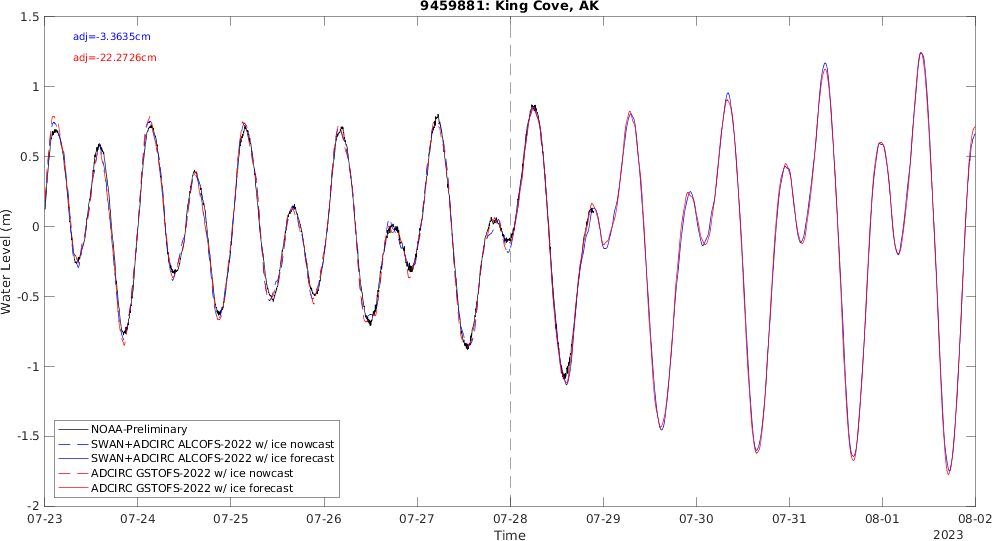 9459881: King Cove, AK
adj=-3.3635cm
adj=-22.2726cm
1.5
1
0.5
0
-0.5
-1
-1.5
-2
Water Level (m)
NOAA-Preliminary
SWAN+ADCIRC ALCOFS-2022 w/ ice nowcast
SWAN+ADCIRC ALCOFS-2022 w/ ice forecast
ADCIRC GSTOFS-2022 w/ ice nowcast
ADCIRC GSTOFS-2022 w/ ice forecast
07-23 07-24 07-25 07-26 07-27 07-28 07-29 07-30 07-31 08-01 08-02
Time
2023